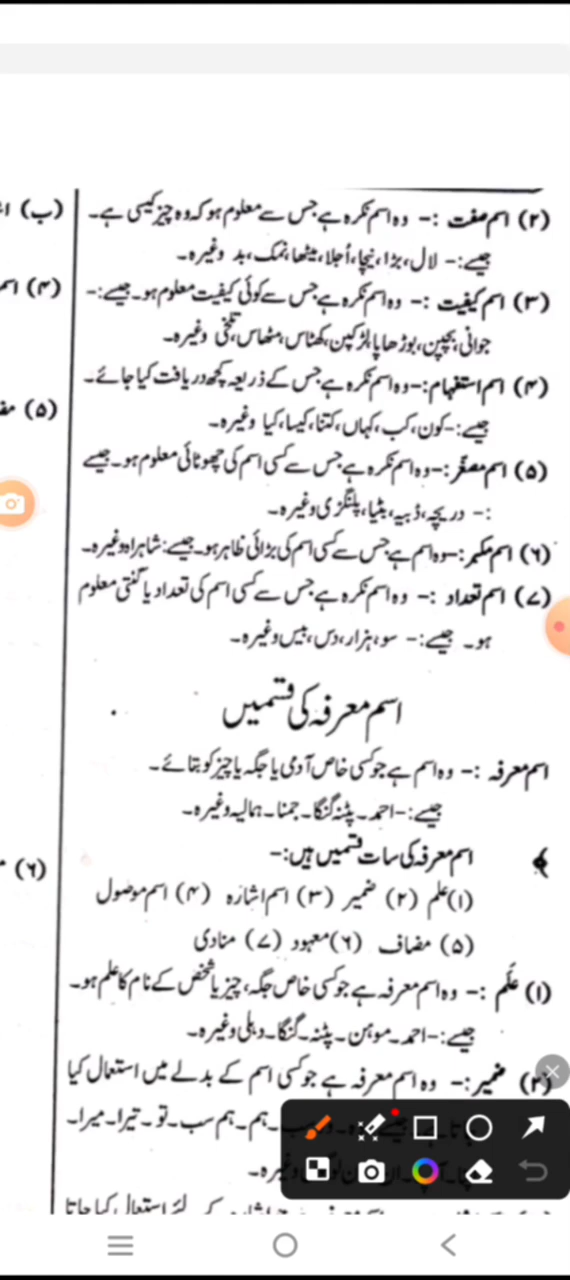 (۲) اسم صفت :- وہ اسم نکرہ ہے جس سے معلوم ہو کہ وہ چیز کیسی ہے۔
جیسے:- لال، بڑا، نیچا، اُجلا، میٹھا، نمک، بد وغیرہ۔
(۳) اسم کیفیت :- وہ اسم نکرہ ہے جس سے کوئی کیفیت معلوم ہو۔ جیسے:-
جوانی، بچپن، بوڑھاپا، لڑکپن، کھٹاس، مٹھاس، تلخی وغیرہ۔
(۴) اسم استفہام:- وہ اسم نکرہ ہے جس کے ذریعہ کچھ دریافت کیا جائے۔
جیسے:- کون، کب، کہاں، کتنا، کیسا، کیا وغیرہ۔
(۵) اسم مصغّر:- وہ اسم نکرہ ہے جس سے کسی اسم کی چھوٹائی معلوم ہو۔ جیسے
:- دریچہ، ڈبیہ، بٹیا، پلنگڑی وغیرہ۔
(۶) اسم مکبر:- وہ اسم ہے جس سے کسی اسم کی بڑائی ظاہر ہو۔ جیسے: شاہراہ وغیرہ۔
(۷) اسم تعداد :- وہ اسم نکرہ ہے جس سے کسی اسم کی تعداد یا گنتی معلوم
ہو۔ جیسے:- سو، ہزار، دس، بیس وغیرہ۔
اسم معرفہ کی قسمیں
اسم معرفہ :- وہ اسم ہے جو کسی خاص آدمی یا جگہ یا چیز کو بتائے۔
جیسے:- احمد۔ پٹنہ گنگا۔ جمنا۔ ہمالیہ وغیرہ۔
اسم معرفہ کی سات قسمیں ہیں:-
(۱) علم (۲) ضمیر (۳) اسم اشارہ (۴) اسم موصول
(۵) مضاف (۶) معہود (۷) منادی
(۱) عَلَم :- وہ اسم معرفہ ہے جو کسی خاص جگہ، چیز یا شخص کے نام کا علم ہو۔
جیسے:- احمد۔ موہن۔ پٹنہ۔ گنگا۔ دہلی وغیرہ۔
(۲) ضمیر:- وہ اسم معرفہ ہے جو کسی اسم کے بدلے میں استعمال کیا
۔ ہم۔ ہم سب۔ تو۔ تیرا۔ میرا۔
وغیرہ۔
کے لئے استعمال کیا جاتا
(ب)
(۴)
(۵)
(۶)